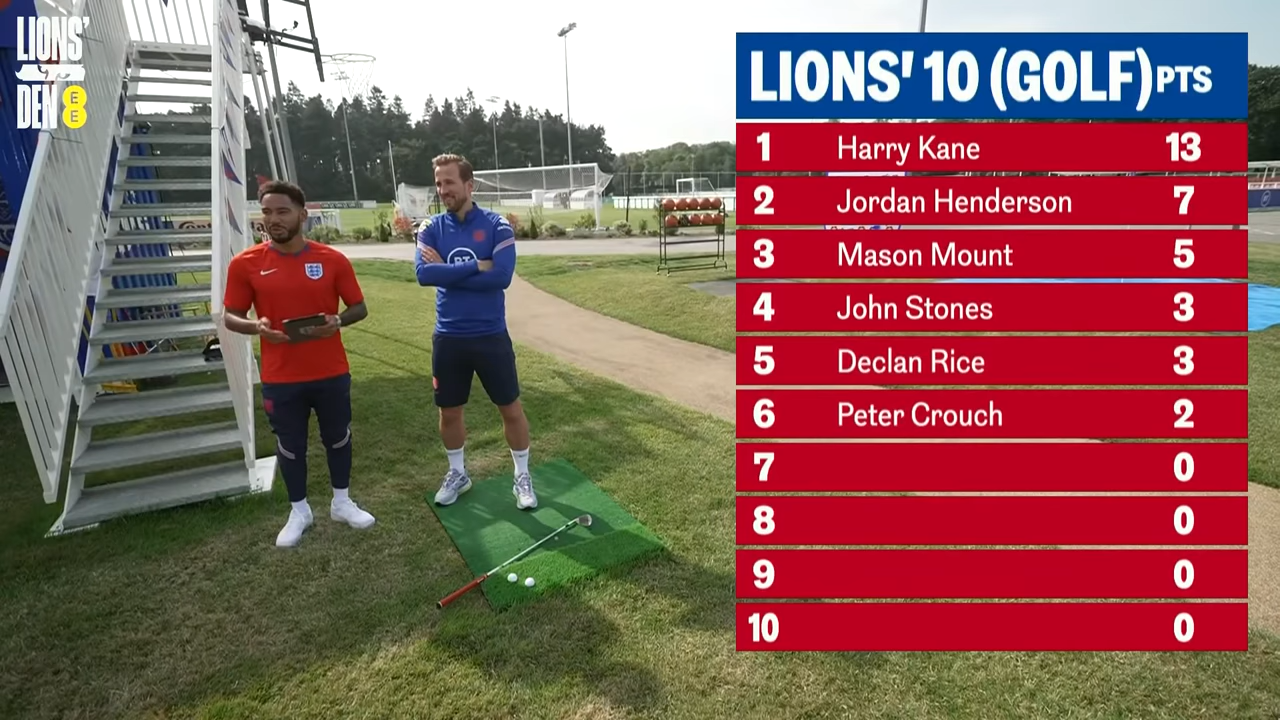 LIONS'
DEN
EE
LIONS' 10 (GOLF) PTS
1 Harry Kane 13
2 Jordan Henderson 7
3 Mason Mount 5
4 John Stones 3
5 Declan Rice 3
6 Peter Crouch 2
7 0
8 0
9 0
10 0
BT